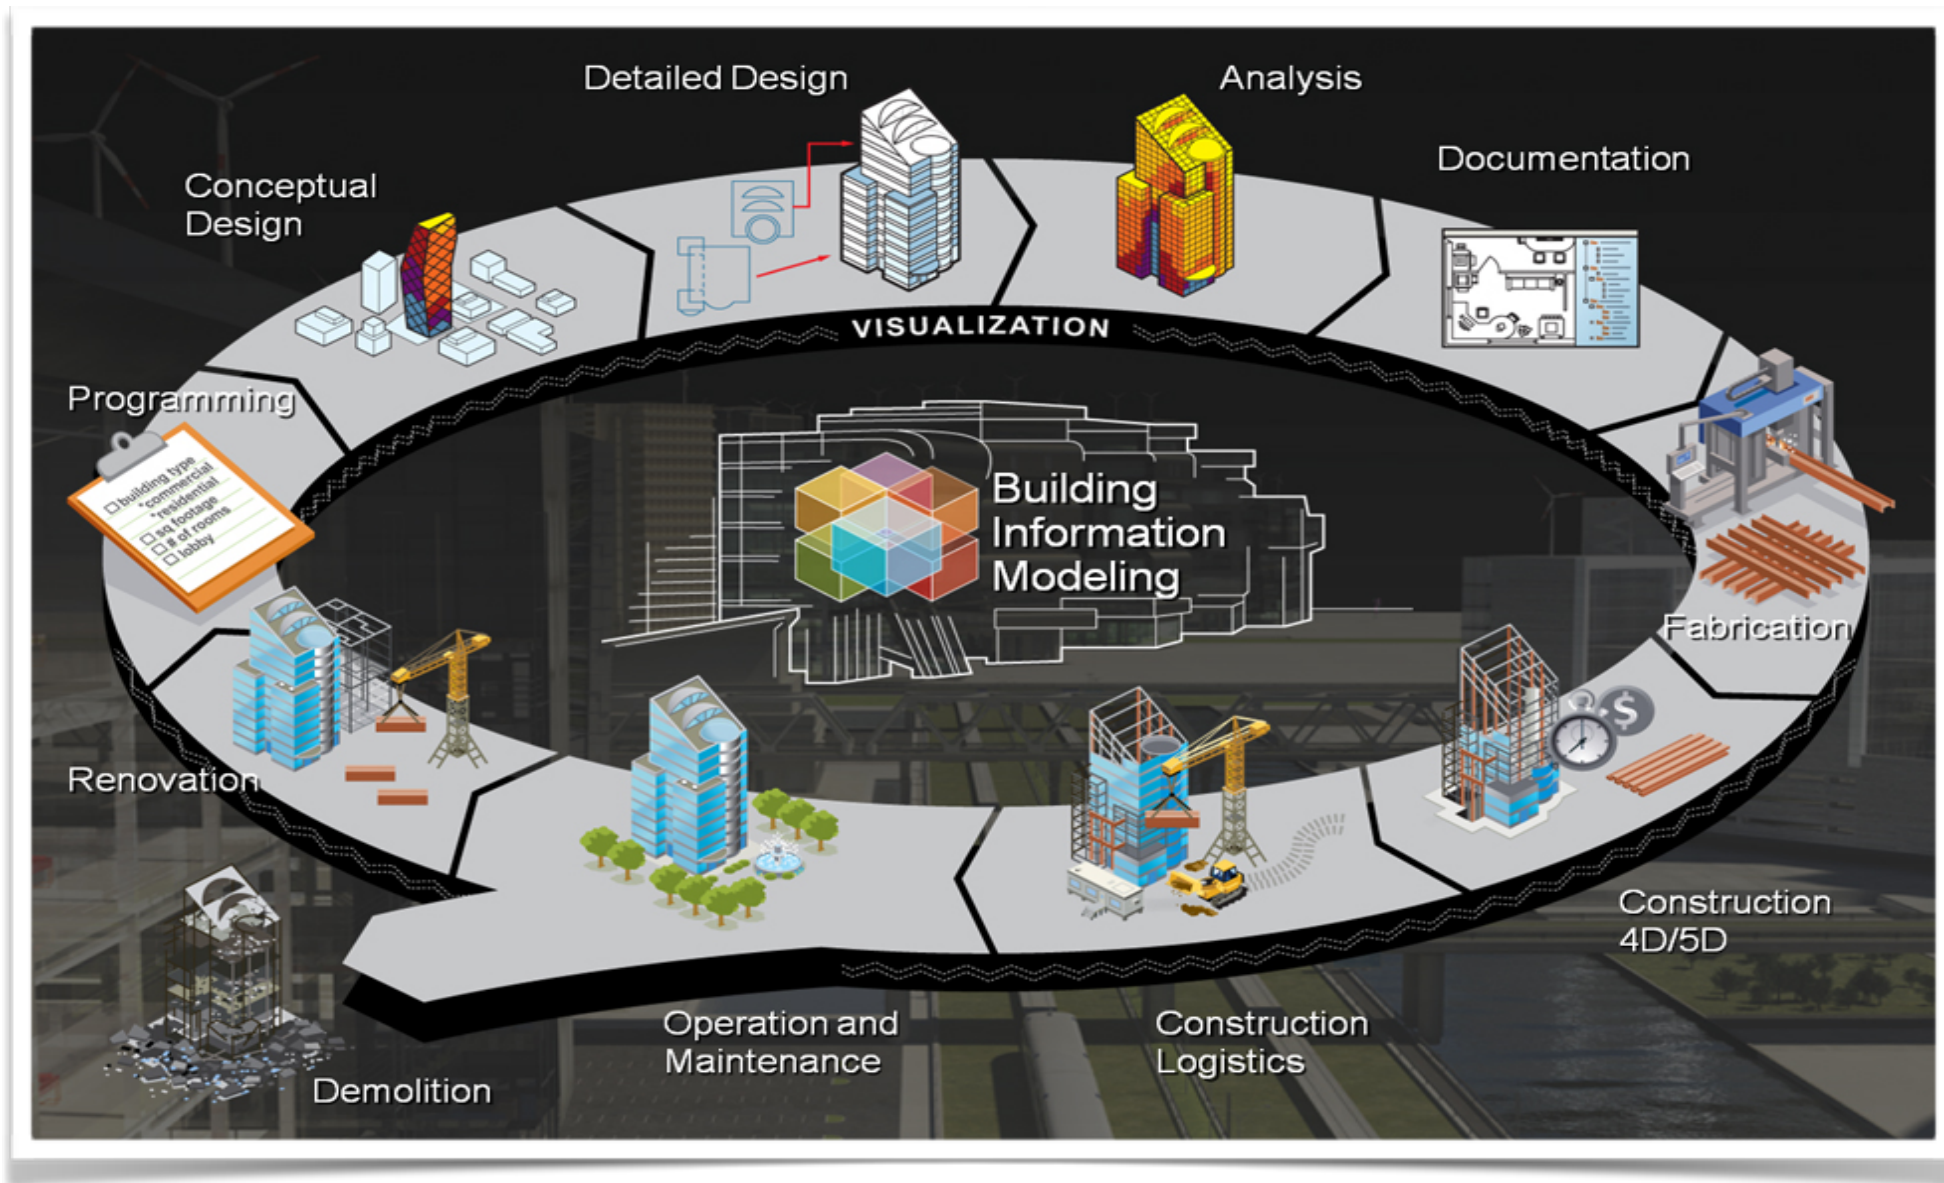 Detailed Design
Analysis
Documentation
Conceptual
Design
VISUALIZATION
Programming
building type
*commercial
*residential
sq footage
# of rooms
lobby
Building
Information
Modeling
Fabrication
$
Renovation
Construction
4D/5D
Operation and
Maintenance
Construction
Logistics
Demolition